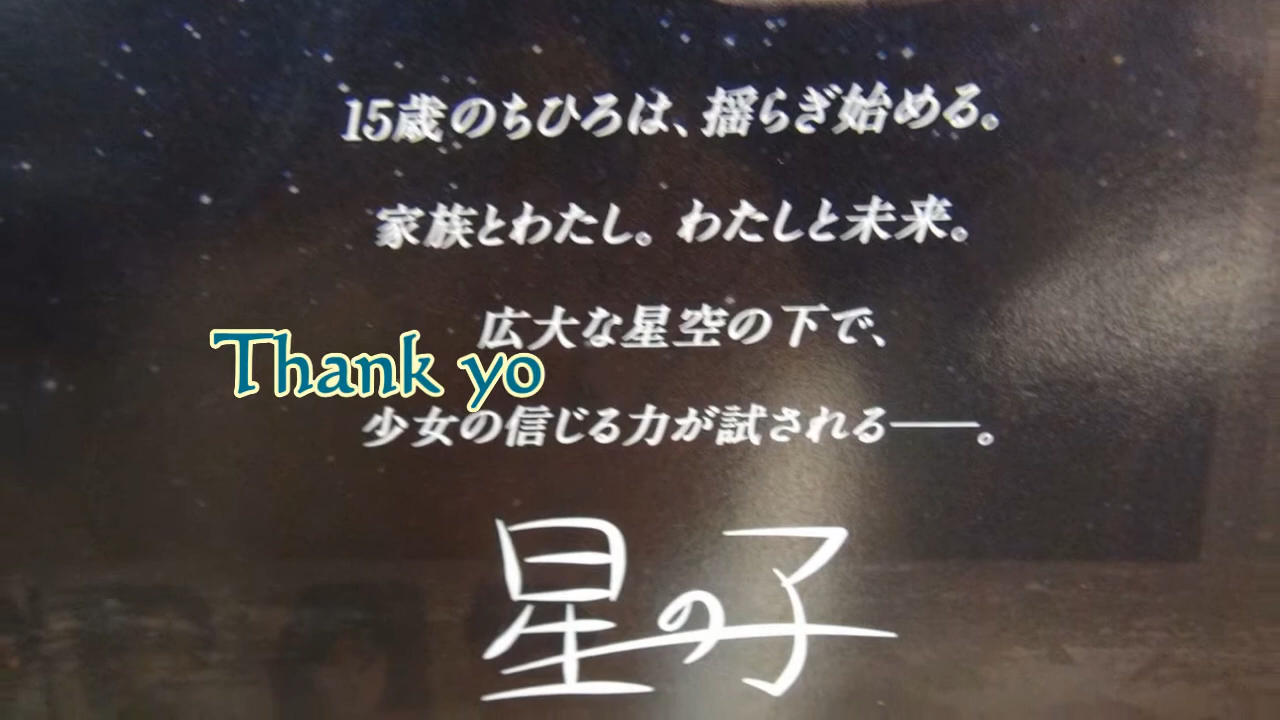 15歳のちひろは、揺らぎ始める。
家族とわたし。わたしと未来。
広大な星空の下で、
Thank yo
少女の信じる力が試される──。
星の子